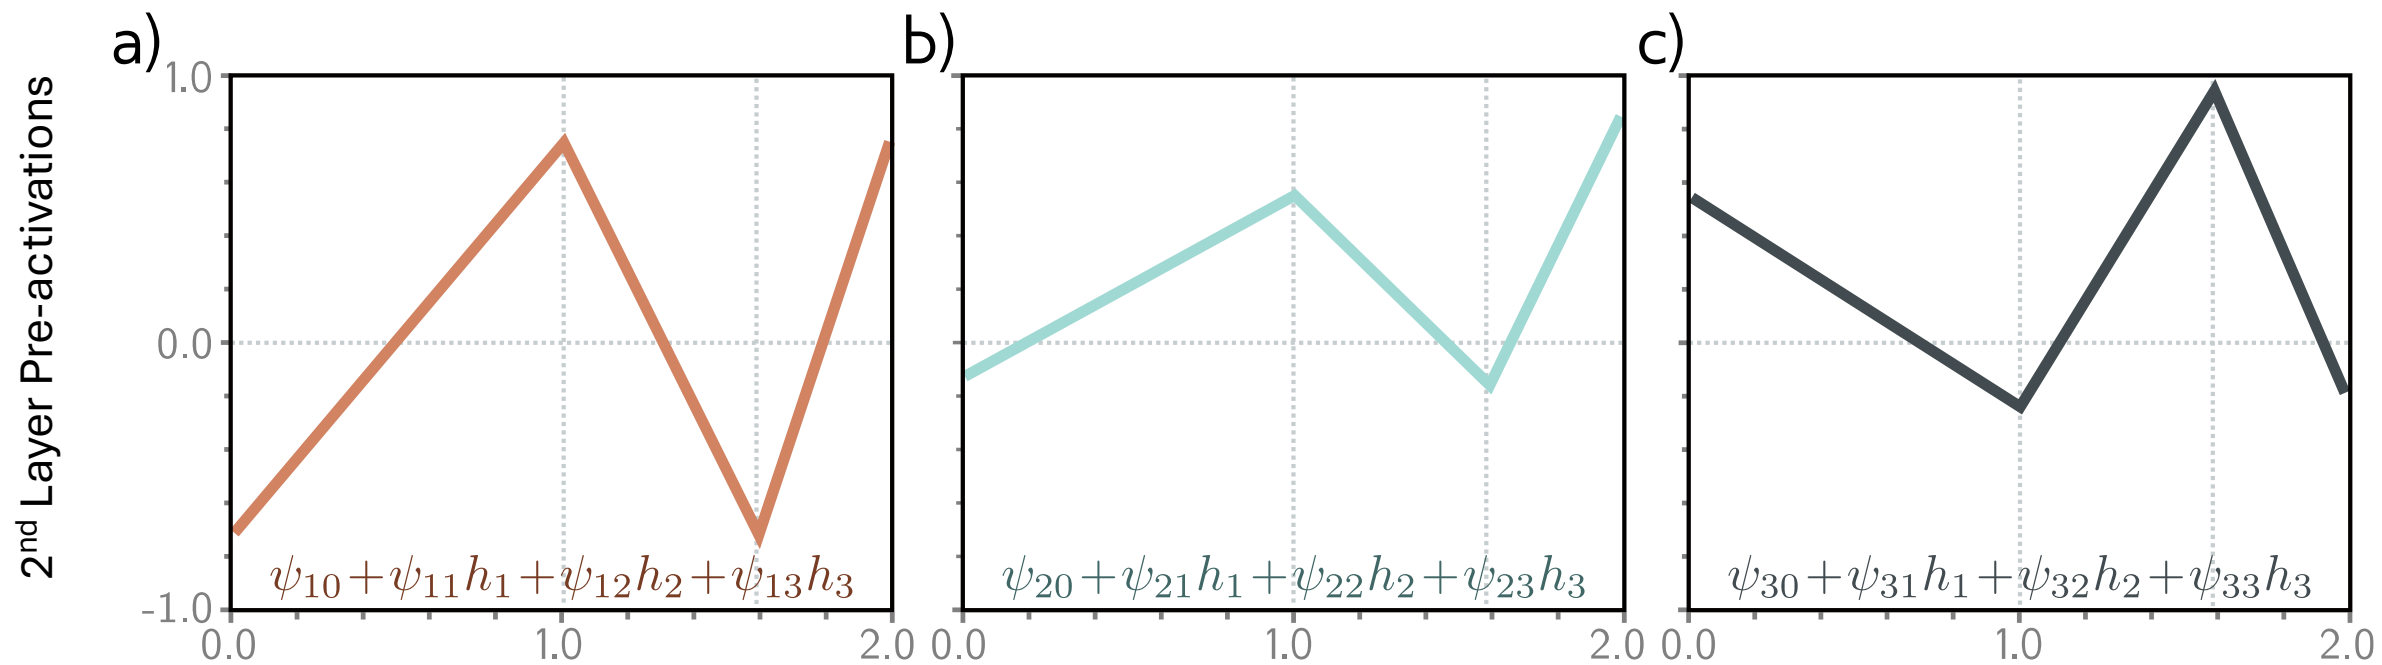 a)
b)
c)
2nd Layer Pre-activations
1.0
0.0
-1.0
ψ10+ψ11h1+ψ12h2+ψ13h3
ψ20+ψ21h1+ψ22h2+ψ23h3
ψ30+ψ31h1+ψ32h2+ψ33h3
0.0 1.0 2.0
0.0 1.0 2.0
0.0 1.0 2.0